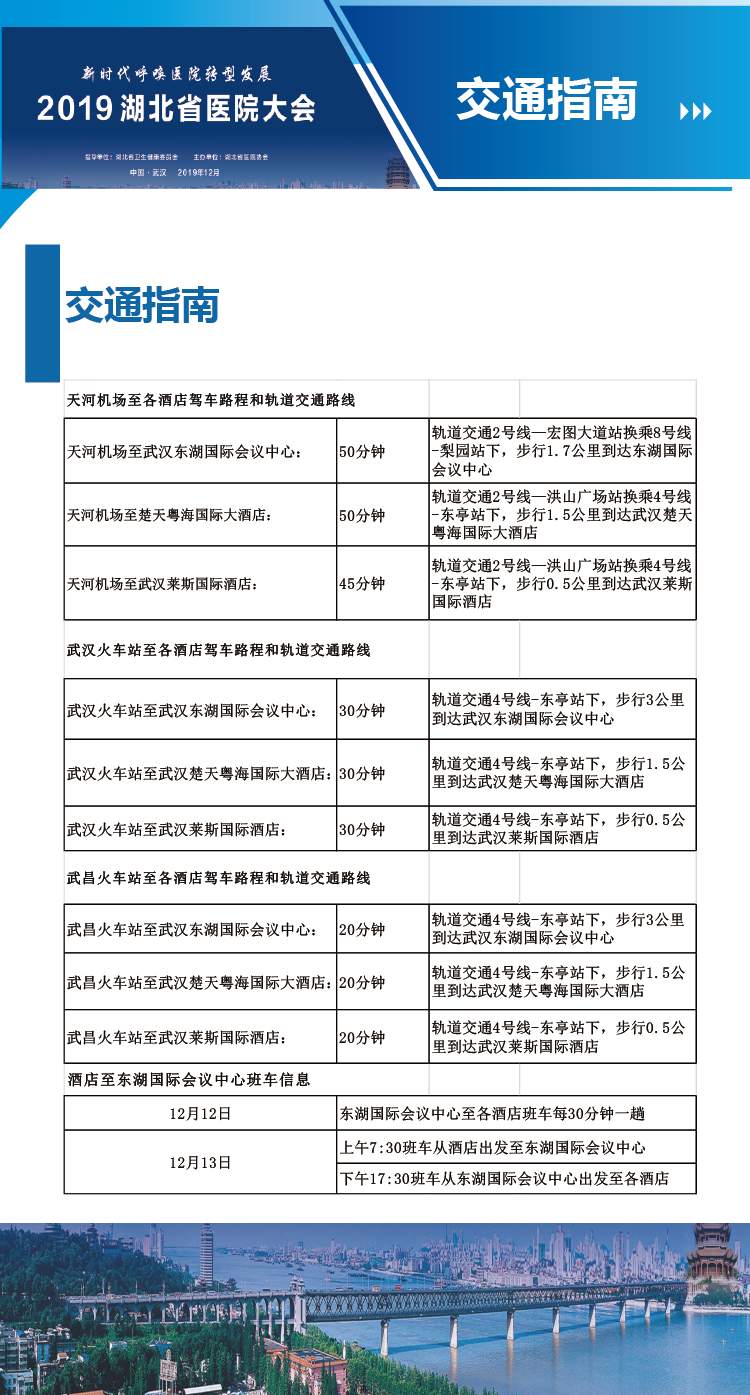 新时代呼唤医院转型发展
2019湖北省医院大会
指导单位：湖北省卫生健康委员会 主办单位：湖北省医院协会
中国·武汉 2019年12月
交通指南
交通指南
天河机场至各酒店驾车路程和轨道交通路线
天河机场至武汉东湖国际会议中心： 50分钟
轨道交通2号线—宏图大道站换乘8号线
-梨园站下，步行1.7公里到达东湖国际
会议中心
天河机场至楚天粤海国际大酒店： 50分钟
轨道交通2号线—洪山广场站换乘4号线
-东亭站下，步行1.5公里到达武汉楚天
粤海国际大酒店
天河机场至武汉莱斯国际酒店： 45分钟
轨道交通2号线—洪山广场站换乘4号线
-东亭站下，步行0.5公里到达武汉莱斯
国际酒店
武汉火车站至各酒店驾车路程和轨道交通路线
武汉火车站至武汉东湖国际会议中心： 30分钟
轨道交通4号线-东亭站下，步行3公里
到达武汉东湖国际会议中心
武汉火车站至武汉楚天粤海国际大酒店： 30分钟
轨道交通4号线-东亭站下，步行1.5公
里到达武汉楚天粤海国际大酒店
武汉火车站至武汉莱斯国际酒店： 30分钟
轨道交通4号线-东亭站下，步行0.5公
里到达武汉莱斯国际酒店
武昌火车站至各酒店驾车路程和轨道交通路线
武昌火车站至武汉东湖国际会议中心： 20分钟
轨道交通4号线-东亭站下，步行3公里
到达武汉东湖国际会议中心
武昌火车站至武汉楚天粤海国际大酒店： 20分钟
轨道交通4号线-东亭站下，步行1.5公
里到达武汉楚天粤海国际大酒店
武昌火车站至武汉莱斯国际酒店： 20分钟
轨道交通4号线-东亭站下，步行0.5公
里到达武汉莱斯国际酒店
酒店至东湖国际会议中心班车信息
12月12日 东湖国际会议中心至各酒店班车每30分钟一趟
12月13日
上午7:30班车从酒店出发至东湖国际会议中心
下午17:30班车从东湖国际会议中心出发至各酒店